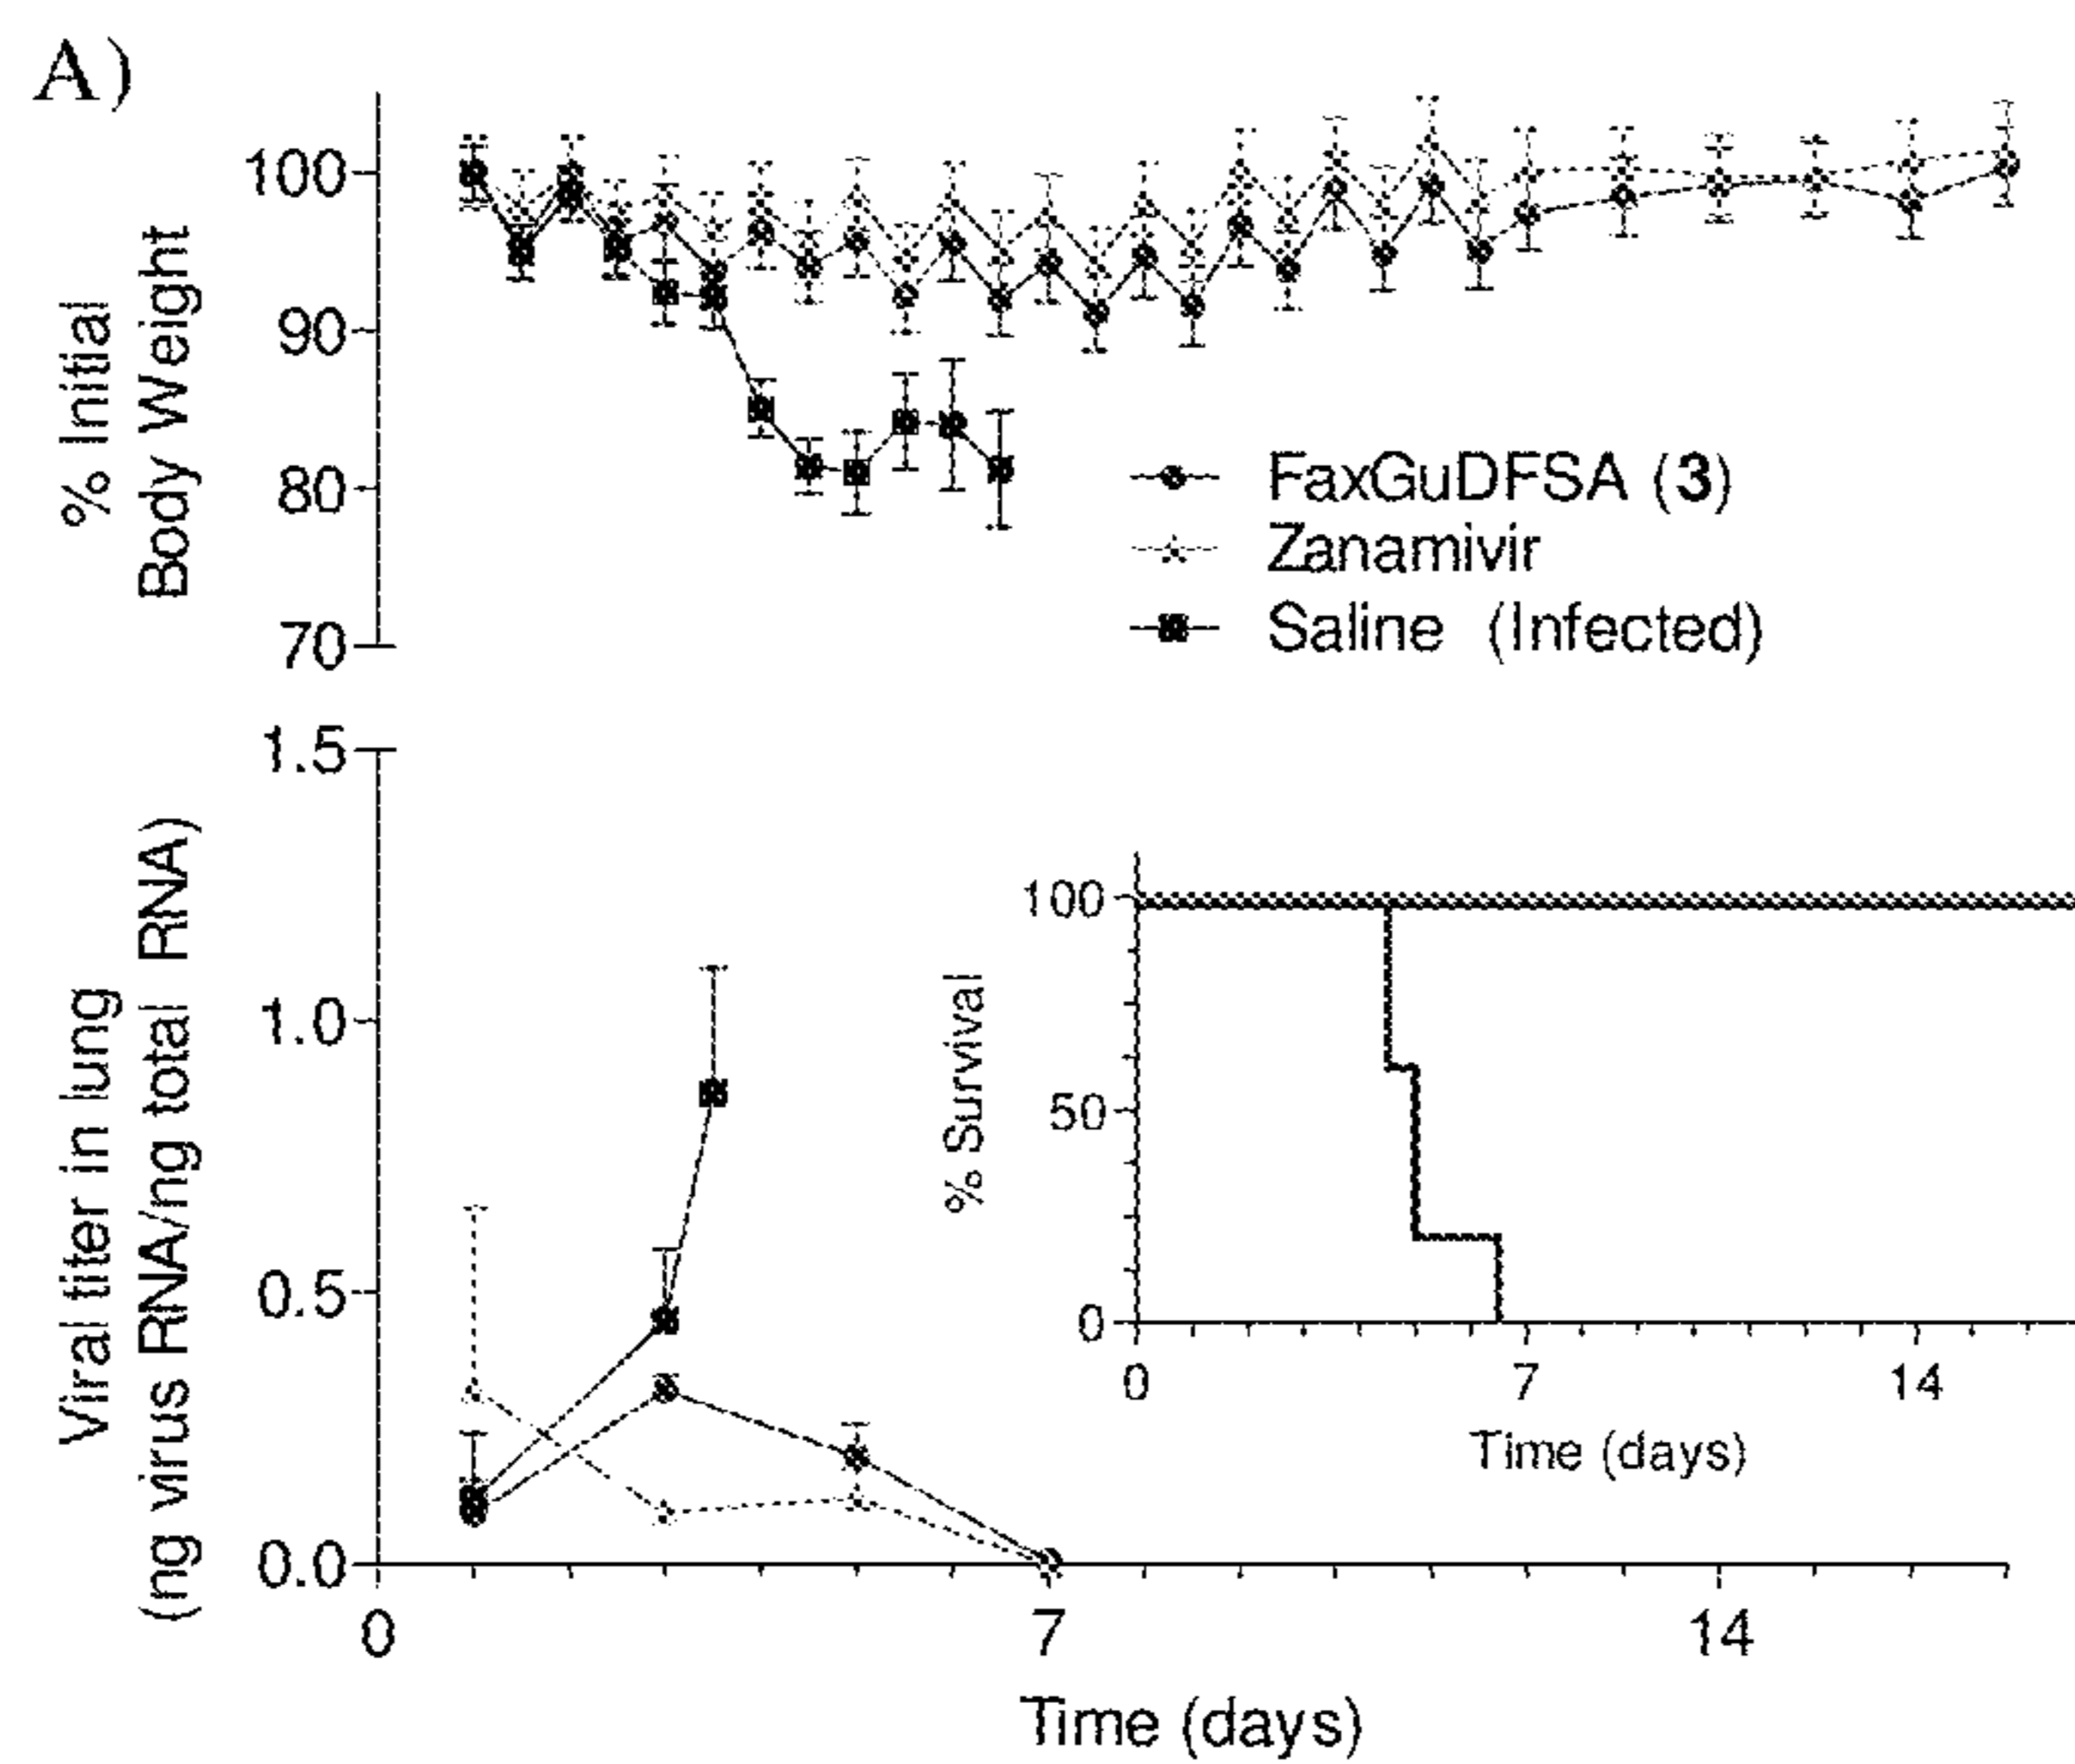 A)
% Initial
Body Weight
100
90
80
70
FaxGuDFSA (3)
Zanamivir
Saline (Infected)
Viral titer in lung
(ng virus RNA/ng total RNA)
1.5
1.0
0.5
0.0
0
7
14
Time (days)
% Survival
100
50
0
0
7
14
Time (days)